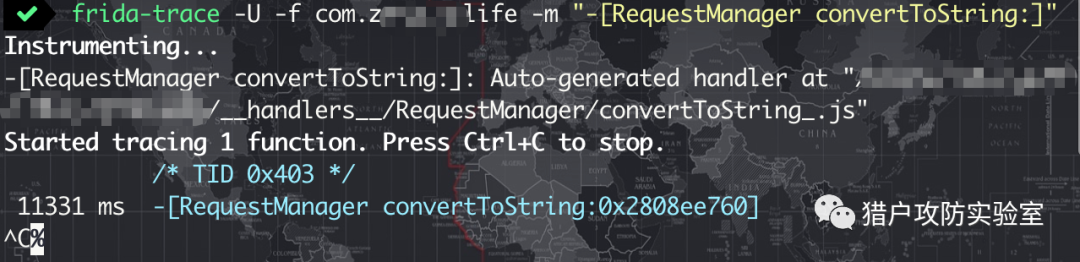 frida-trace -U -f com.z life -m "-[RequestManager convertToString:]"
Instrumenting...
-[RequestManager convertToString:]: Auto-generated handler at "/
/__handlers__/RequestManager/convertToString_.js"
Started tracing 1 function. Press Ctrl+C to stop.
/* TID 0x403 */
11331 ms -[RequestManager convertToString:0x2808ee760]
^C%
猎户攻防实验室